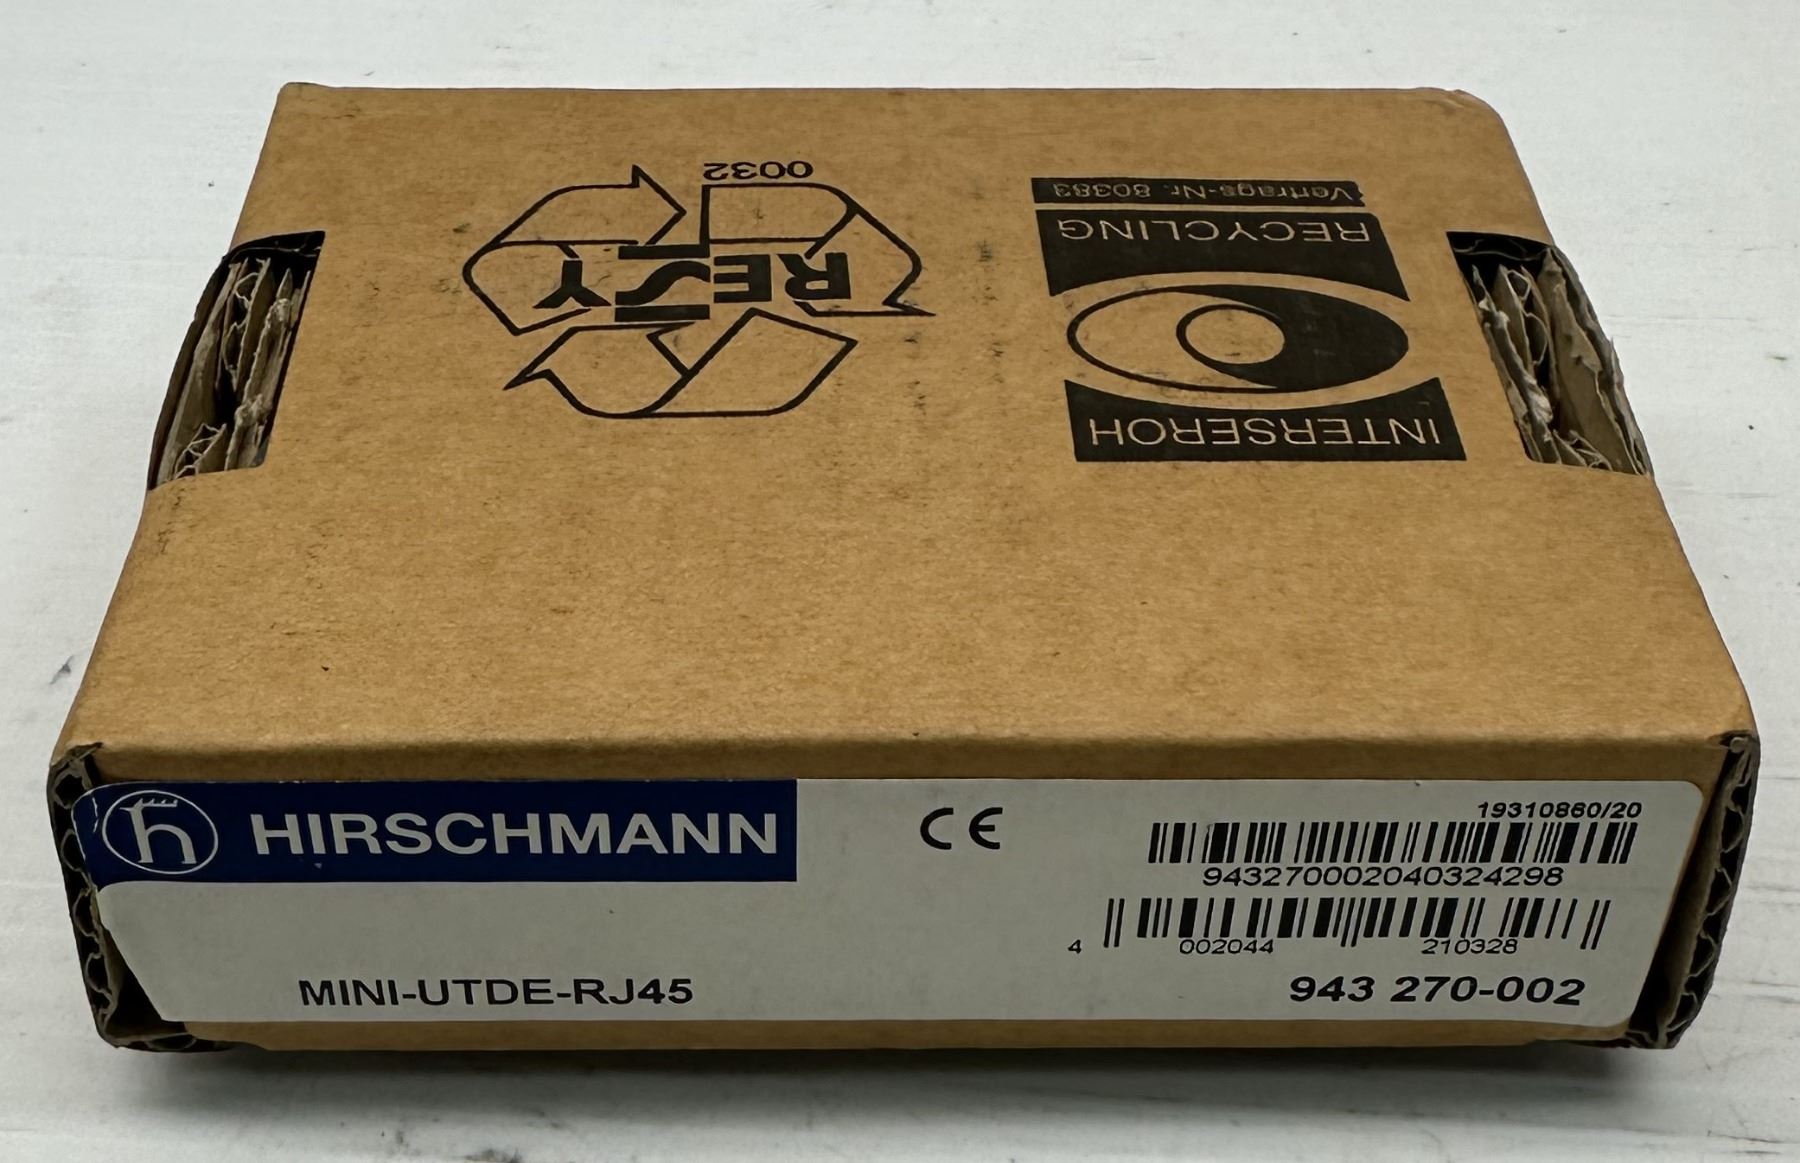 0032
RESY
INTERSEROH
RECYCLING
Vertrags-Nr. 80383
HIRSCHMANN
CE
19310860/20
943270002040324298
4 002044 210328
MINI-UTDE-RJ45
943 270-002